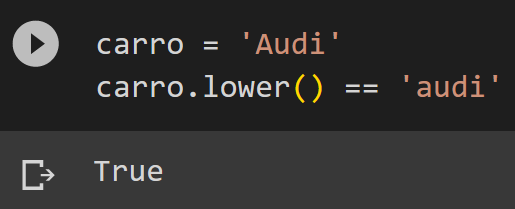 carro = 'Audi'
carro.lower() == 'audi'
True